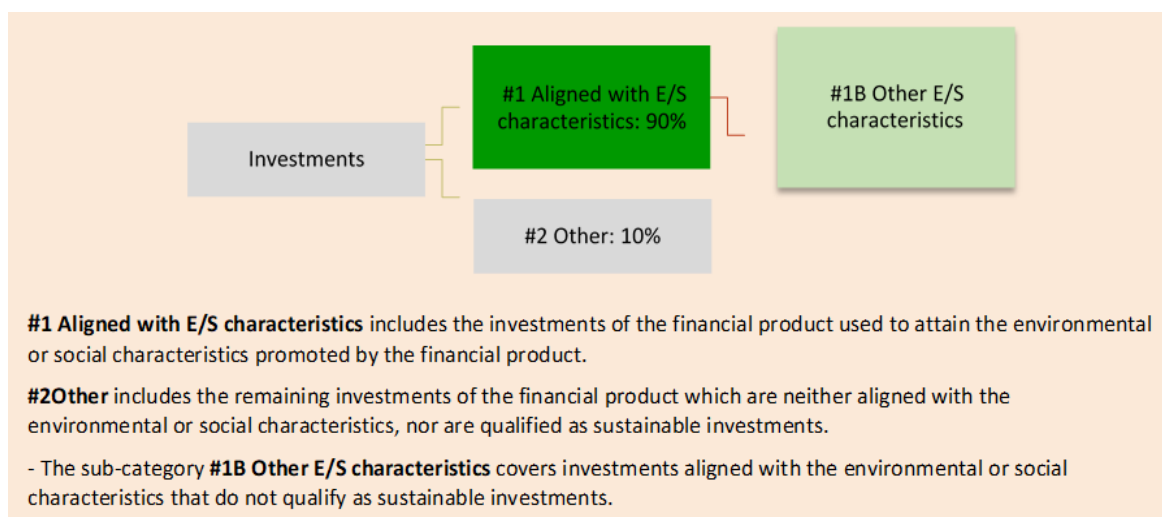 #1 Aligned with E/S
characteristics: 90%
#1B Other E/S
characteristics
Investments
#2 Other: 10%
#1 Aligned with E/S characteristics includes the investments of the financial product used to attain the environmental
or social characteristics promoted by the financial product.
#2Other includes the remaining investments of the financial product which are neither aligned with the
environmental or social characteristics, nor are qualified as sustainable investments.
- The sub-category #1B Other E/S characteristics covers investments aligned with the environmental or social
characteristics that do not qualify as sustainable investments.